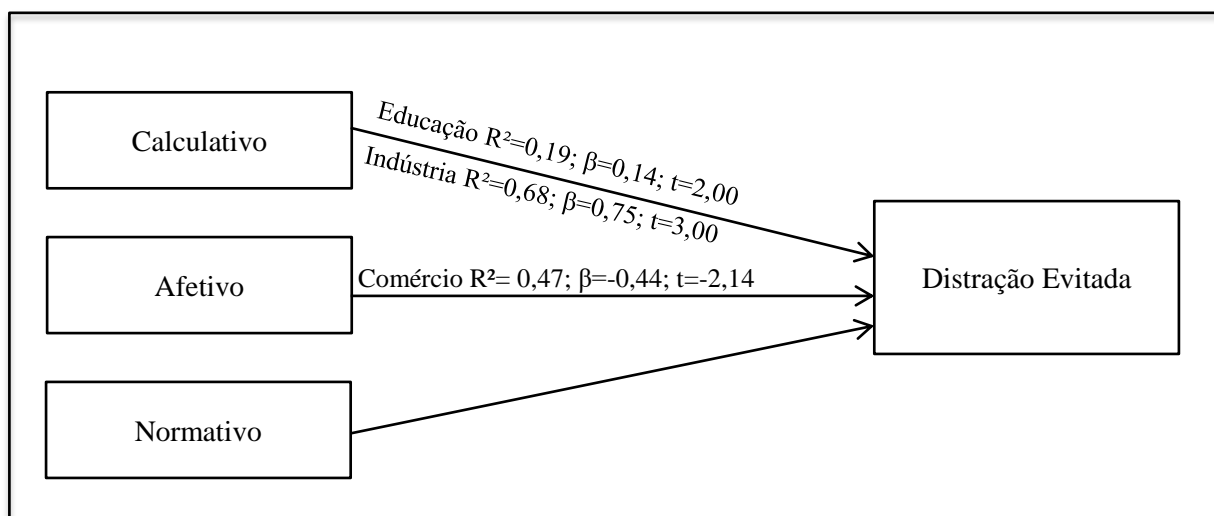 Calculativo
Educação R²=0,19; β=0,14; t=2,00
Indústria R²=0,68; β=0,75; t=3,00
Afetivo
Comércio R²= 0,47; β=-0,44; t=-2,14
Distração Evitada
Normativo